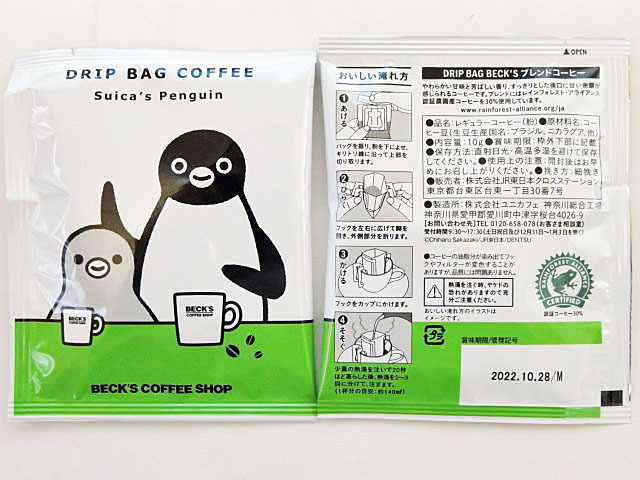 DRIP BAG COFFEE
Suica's Penguin
BECK'S
COFFEE SHOP
BECK'S
COFFEE SHOP
BECK'S COFFEE SHOP
▲OPEN
おいしい淹れ方
1
あける
バッグを振り、粉を下によせ、
キリトリ線に沿って上部を
切り取ります。
2
ひらく
フックを左右に広げて脚を
開き、外側部分を折ります。
3
かける
フックをカップにかけます。
4
そそぐ
少量の熱湯を注いで20秒
ほど蒸らした後、熱湯を2~3
回に分けて、注ぎます。
(1杯分の目安:約140㎖)
DRIP BAG BECK'S ブレンドコーヒー
やわらかい甘味と芳ばしい香り、すっきりとした後口に甘い余韻が
感じられるコーヒーです。ブレンドにはレインフォレスト・アライアンス
認証農園産コーヒーを30%使用しています。
www.rainforest-alliance.org/ja
●品名:レギュラーコーヒー(粉)●原材料名:コー
ヒー豆(生豆生産国名:ブラジル、ニカラグア、他)
●内容量:10g●賞味期限:枠外下部に記載
●保存方法:直射日光・高温多湿を避けて保存
してください。●使用上の注意:開封後はお早
めにお召し上がりください。●挽き方:細挽き
●販売者:株式会社JR東日本クロスステーション
東京都台東区台東一丁目30番7号
●製造所:株式会社ユニカフェ 神奈川総合工場
神奈川県愛甲郡愛川町中津字桜台4026-9
【お問い合わせ先】TEL 0120-658-078(お客さま相談室)
受付時間9:30~17:30(土日祝日及び12月31日~1月3日を除く)
©Chiharu Sakazaki/JR東日本/DENTSU
●コーヒーの油脂分が染み出てフッ
クやフィルターが変色することが
ありますが、品質には問題ありません。
熱湯を注ぐ時、ヤケドの
恐れがありますので充
分ご注意ください。
おいしい淹れ方のイラストは
イメージです。
RAINFOREST ALLIANCE
CERTIFIED
認証コーヒー30%
プラ
賞味期限/管理記号
2022.10.28/M